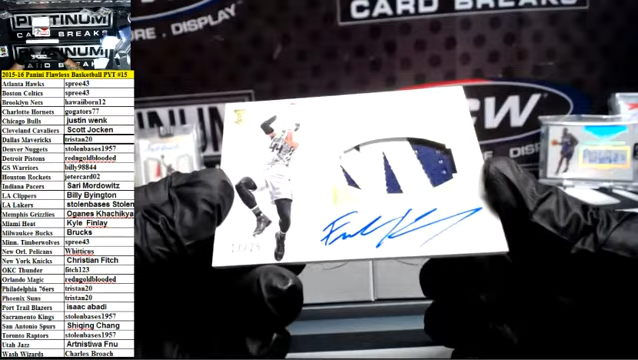 PLATINUM
CARD BREAKS
2015-16 Panini Flawless Basketball PYT #15
Atlanta Hawks spree43
Boston Celtics spree43
Brooklyn Nets hawaiiborn12
Charlotte Hornets gogators77
Chicago Bulls justin wenk
Cleveland Cavaliers Scott Jocken
Dallas Mavericks tristan20
Denver Nuggets stolenbases1957
Detroit Pistons redngoldblooded
GS Warriors billy98844
Houston Rockets jetercard02
Indiana Pacers Sari Mordowitz
LA Clippers Billy Byington
LA Lakers stolenbases Stolen
Memphis Grizzlies Oganes Khachikya
Miami Heat Kyle Finlay
Milwaukee Bucks Brucks
Minn. Timberwolves spree43
New Orl. Pelicans Whitticos
New York Knicks Christian Fitch
OKC Thunder fitch123
Orlando Magic redngoldblooded
Philadelphia 76ers tristan20
Phoenix Suns tristan20
Port Trail Blazers isaac abadi
Sacramento Kings stolenbases1957
San Antonio Spurs Shiqing Chang
Toronto Raptors stolenbases1957
Utah Jazz Artnistiwa Fnu
Wash Wizards Charles Broach
CARD BREAKS
ORE . DISPLAY